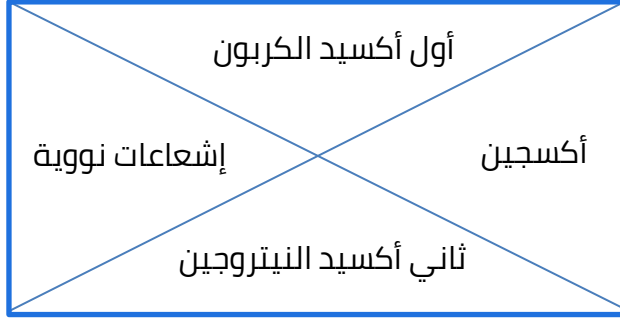 أول أكسيد الكربون
أكسجين
إشعاعات نووية
ثاني أكسيد النيتروجين